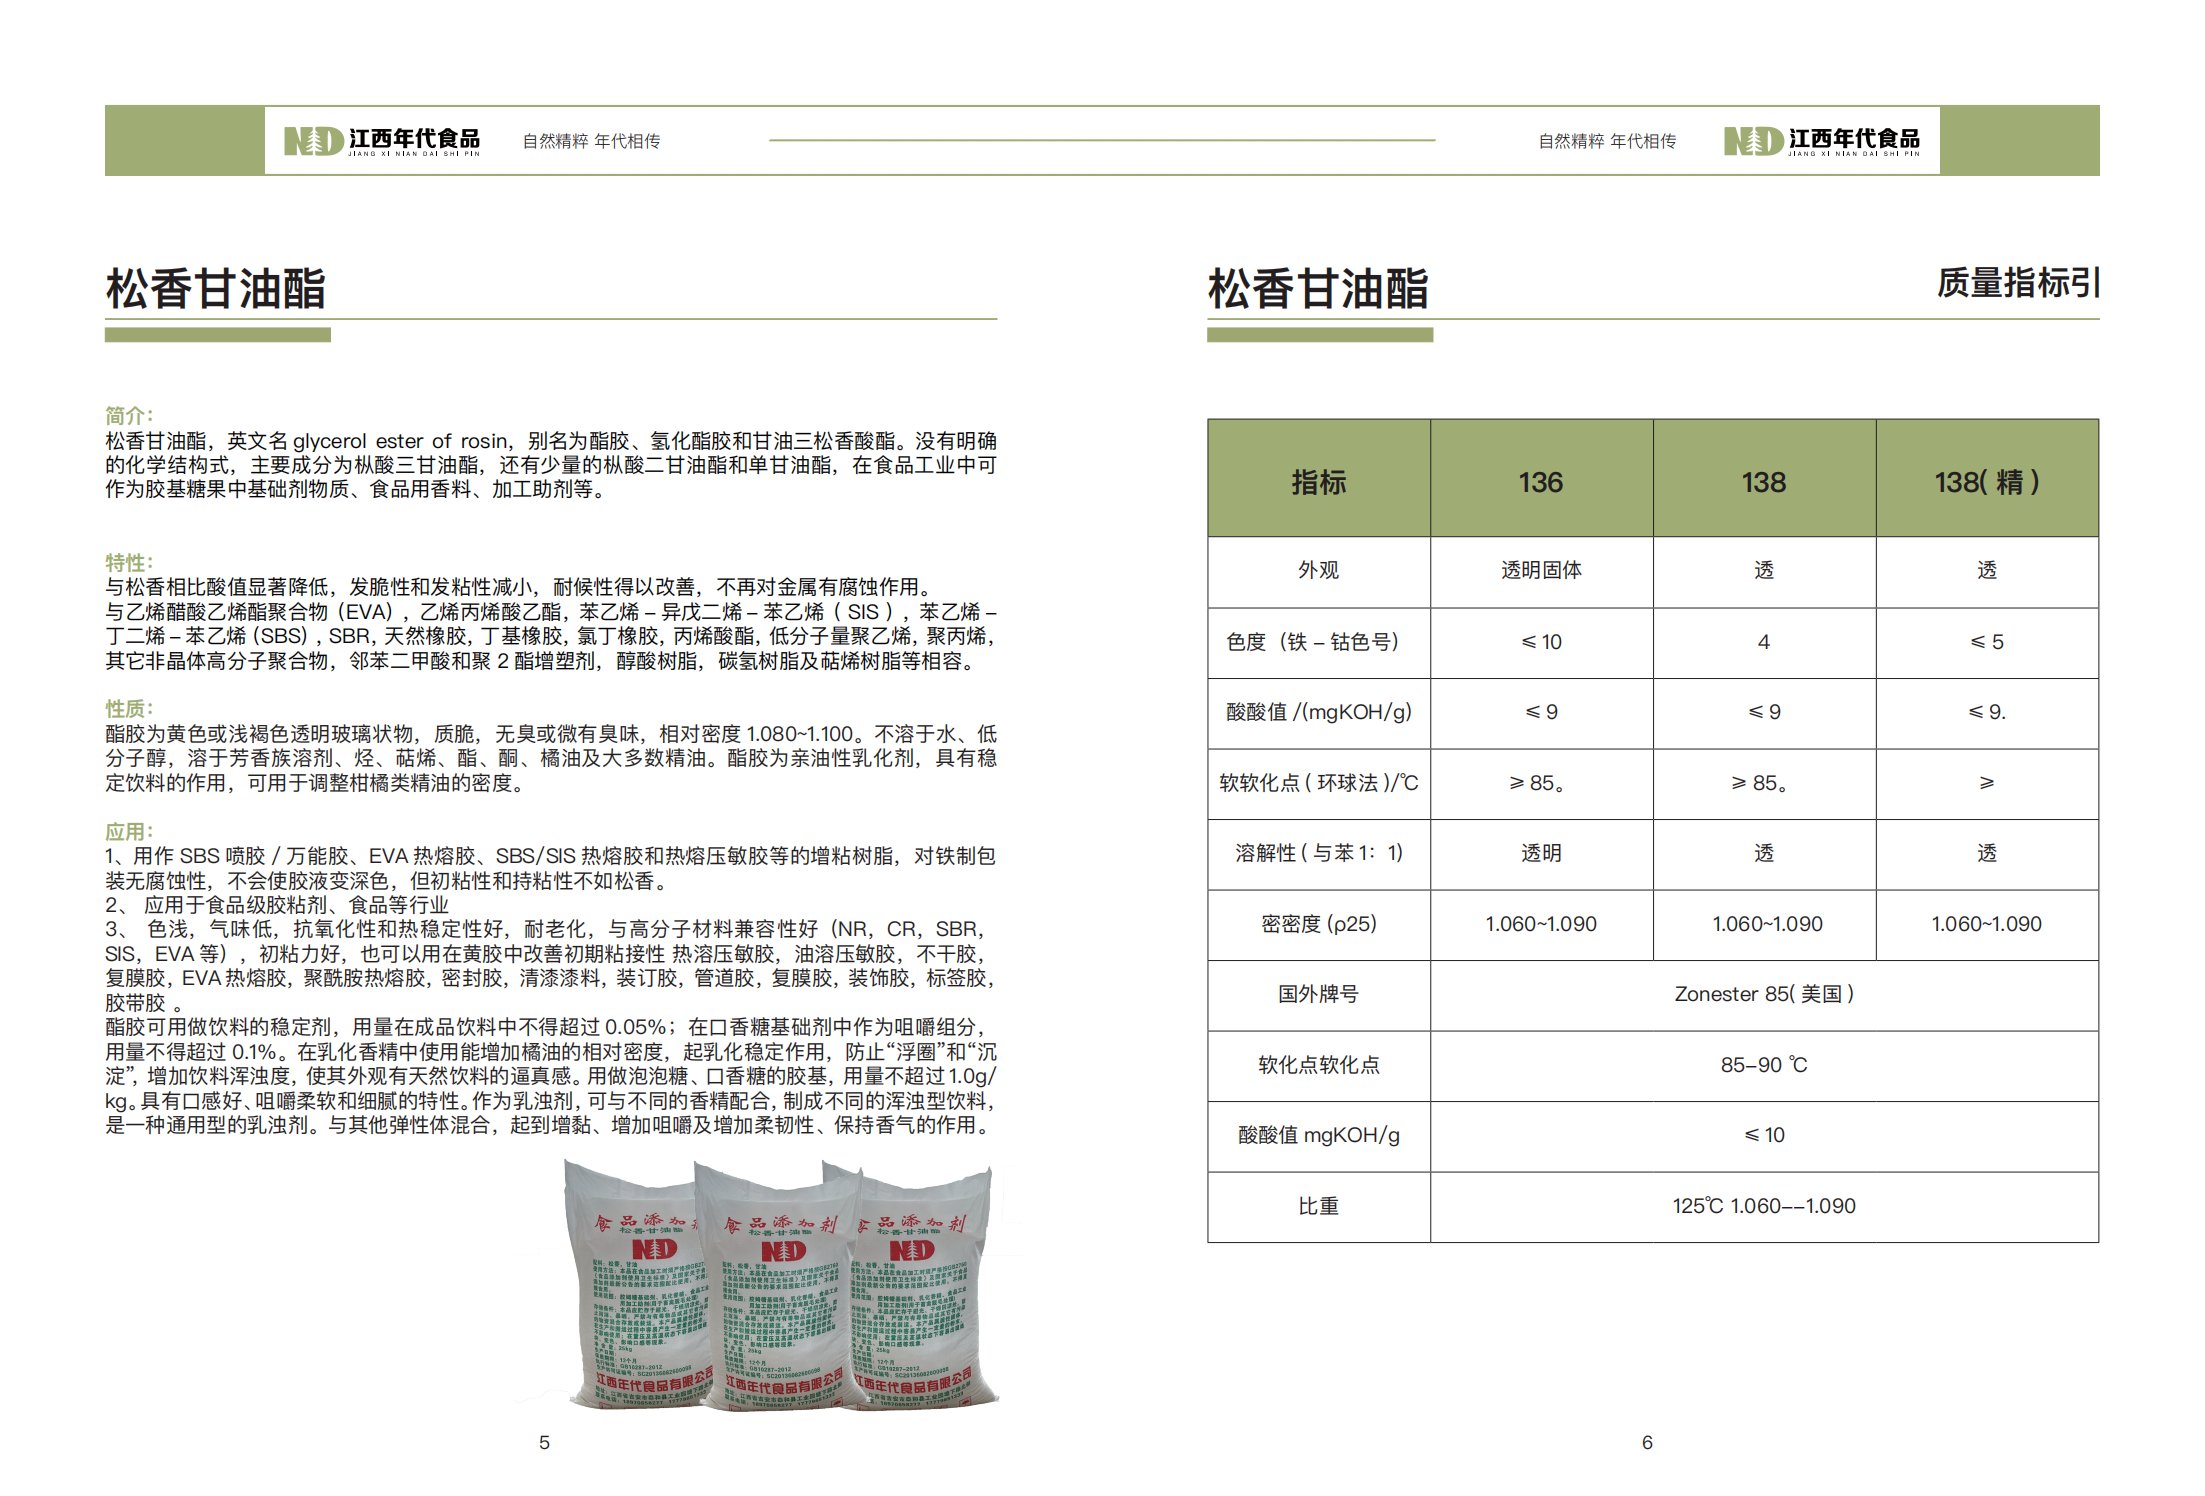 ND 江西年代食品
JIANG XI NIAN DAI SHI PIN
自然精粹 年代相传
自然精粹 年代相传
ND 江西年代食品
JIANG XI NIAN DAI SHI PIN
松香甘油酯
简介：
松香甘油酯，英文名 glycerol ester of rosin，别名为酯胶、氢化酯胶和甘油三松香酸酯。没有明确
的化学结构式，主要成分为枞酸三甘油酯，还有少量的枞酸二甘油酯和单甘油酯，在食品工业中可
作为胶基糖果中基础剂物质、食品用香料、加工助剂等。
特性：
与松香相比酸值显著降低，发脆性和发粘性减小，耐候性得以改善，不再对金属有腐蚀作用。
与乙烯醋酸乙烯酯聚合物（EVA），乙烯丙烯酸乙酯，苯乙烯 – 异戊二烯 – 苯乙烯（ SIS ），苯乙烯 –
丁二烯 – 苯乙烯（SBS），SBR，天然橡胶，丁基橡胶，氯丁橡胶，丙烯酸酯，低分子量聚乙烯，聚丙烯，
其它非晶体高分子聚合物，邻苯二甲酸和聚 2 酯增塑剂，醇酸树脂，碳氢树脂及萜烯树脂等相容。
性质：
酯胶为黄色或浅褐色透明玻璃状物，质脆，无臭或微有臭味，相对密度 1.080~1.100。不溶于水、低
分子醇，溶于芳香族溶剂、烃、萜烯、酯、酮、橘油及大多数精油。酯胶为亲油性乳化剂，具有稳
定饮料的作用，可用于调整柑橘类精油的密度。
应用：
1、用作 SBS 喷胶 / 万能胶、EVA 热熔胶、SBS/SIS 热熔胶和热熔压敏胶等的增粘树脂，对铁制包
装无腐蚀性，不会使胶液变深色，但初粘性和持粘性不如松香。
2、 应用于食品级胶粘剂、食品等行业
3、 色浅，气味低，抗氧化性和热稳定性好，耐老化，与高分子材料兼容性好（NR，CR，SBR，
SIS，EVA 等），初粘力好，也可以用在黄胶中改善初期粘接性 热溶压敏胶，油溶压敏胶，不干胶，
复膜胶，EVA 热熔胶，聚酰胺热熔胶，密封胶，清漆漆料，装订胶，管道胶，复膜胶，装饰胶，标签胶，
胶带胶 。
酯胶可用做饮料的稳定剂，用量在成品饮料中不得超过 0.05%；在口香糖基础剂中作为咀嚼组分，
用量不得超过 0.1%。在乳化香精中使用能增加橘油的相对密度，起乳化稳定作用，防止“浮圈”和“沉
淀”，增加饮料浑浊度，使其外观有天然饮料的逼真感。用做泡泡糖、口香糖的胶基，用量不超过 1.0g/
kg。具有口感好、咀嚼柔软和细腻的特性。作为乳浊剂，可与不同的香精配合，制成不同的浑浊型饮料，
是一种通用型的乳浊剂。与其他弹性体混合，起到增黏、增加咀嚼及增加柔韧性、保持香气的作用。
食品添加剂
松香甘油酯
ND
江西年代食品有限公司
5
松香甘油酯 质量指标引
指标 136 138 138( 精 )
外观 透明固体 透 透
色度（铁 – 钴色号） ≤ 10 4 ≤ 5
酸酸值 /(mgKOH/g) ≤ 9 ≤ 9 ≤ 9.
软软化点 ( 环球法 )/℃ ≥ 85。 ≥ 85。 ≥
溶解性 ( 与苯 1：1) 透明 透 透
密密度 (ρ25) 1.060~1.090 1.060~1.090 1.060~1.090
国外牌号 Zonester 85( 美国 )
软化点软化点 85–90 ℃
酸酸值 mgKOH/g ≤ 10
比重 125℃ 1.060––1.090
6